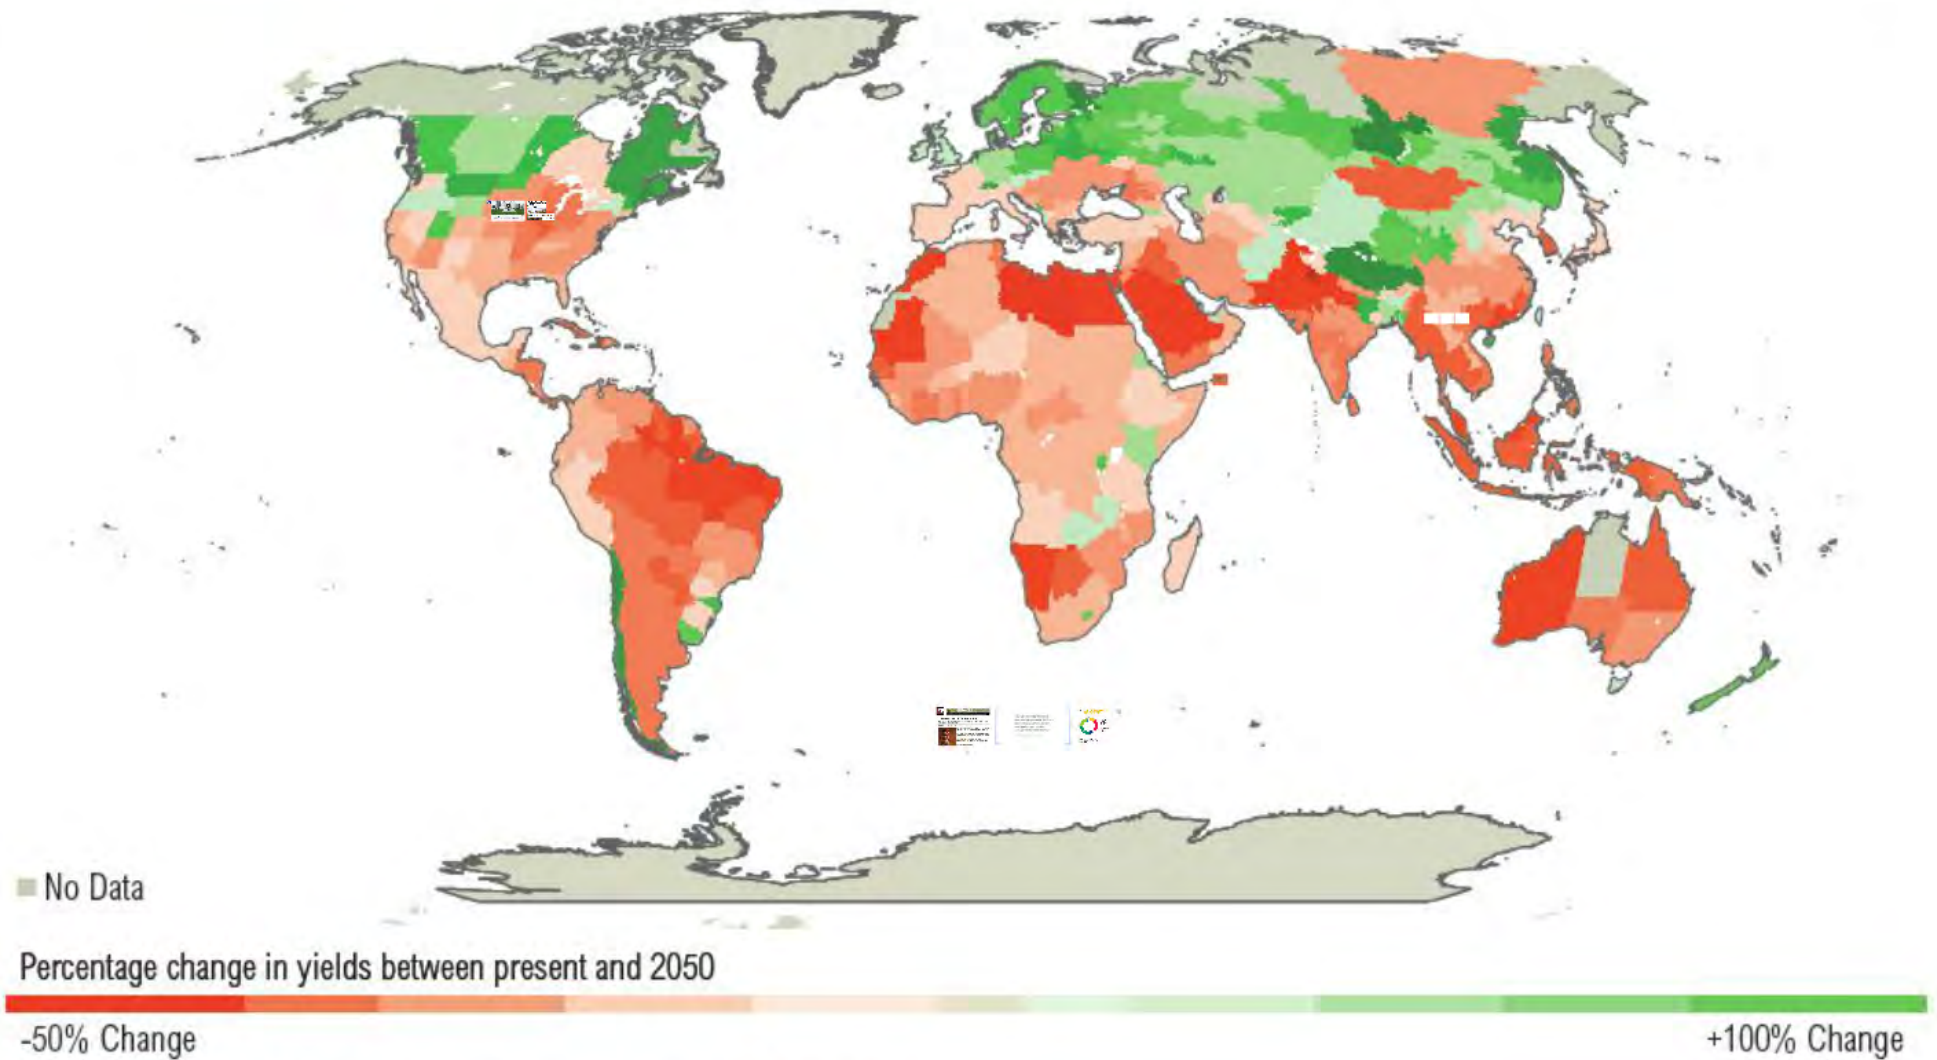 No Data
Percentage change in yields between present and 2050
-50% Change
+100% Change